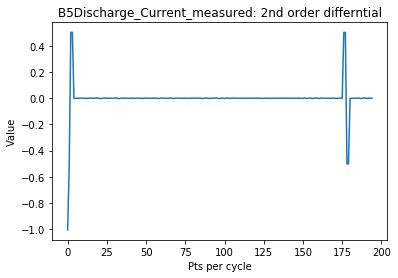 B5Discharge_Current_measured: 2nd order differntial
0.4
0.2
0.0
-0.2
-0.4
-0.6
-0.8
-1.0
Value
0 25 50 75 100 125 150 175 200
Pts per cycle